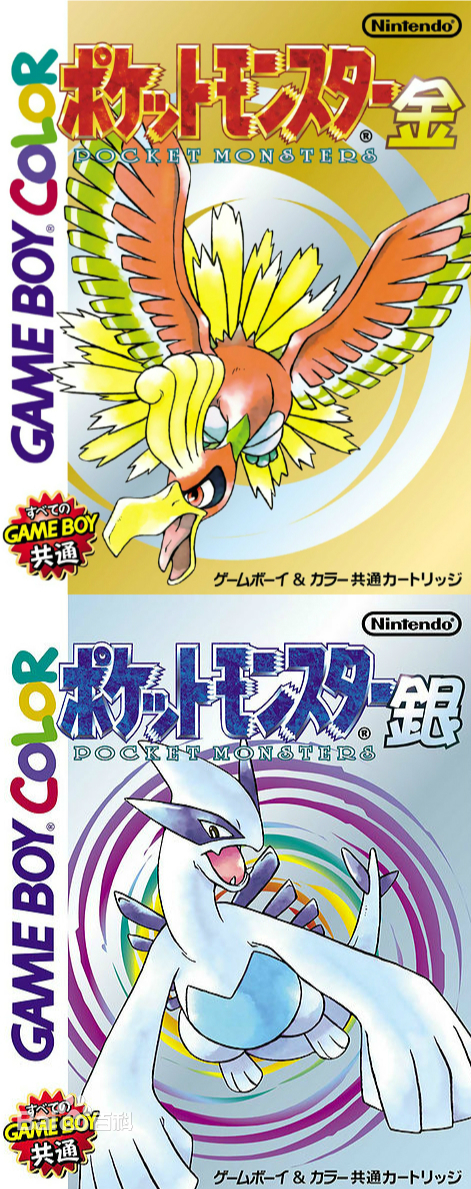 Nintendo®
GAME BOY® COLOR
ポケットモンスター金
®
POCKET MONSTERS
すべての
GAME BOY
共通
ゲームボーイ & カラー共通カートリッジ
Nintendo®
GAME BOY® COLOR
ポケットモンスター銀
®
POCKET MONSTERS
すべての
GAME BOY
共通
百科
ゲームボーイ & カラー共通カートリッジ